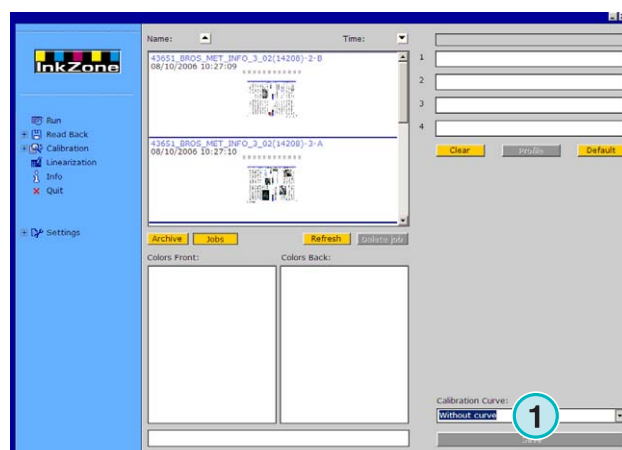 InkZone
Run
Read Back
Calibration
Linearization
Info
Quit
Settings
Name:
Time:
43651_BROS_MET_INFO_3_02(14208)-2-B
08/10/2006 10:27:09
43651_BROS_MET_INFO_3_02(14208)-3-A
08/10/2006 10:27:10
Archive
Jobs
Refresh
Delete job
Colors Front:
Colors Back:
1
2
3
4
Clear
Profile
Default
Calibration Curve:
Without curve
1
Save